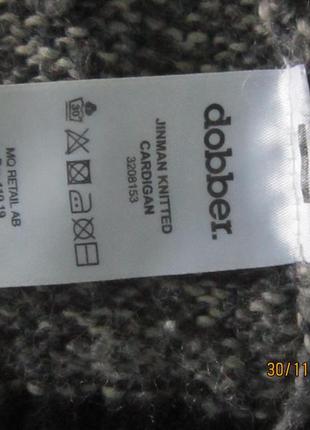 dobber.
JINMAN KNITTED
CARDIGAN
3208153
30
MQ RETAIL AB
30/11